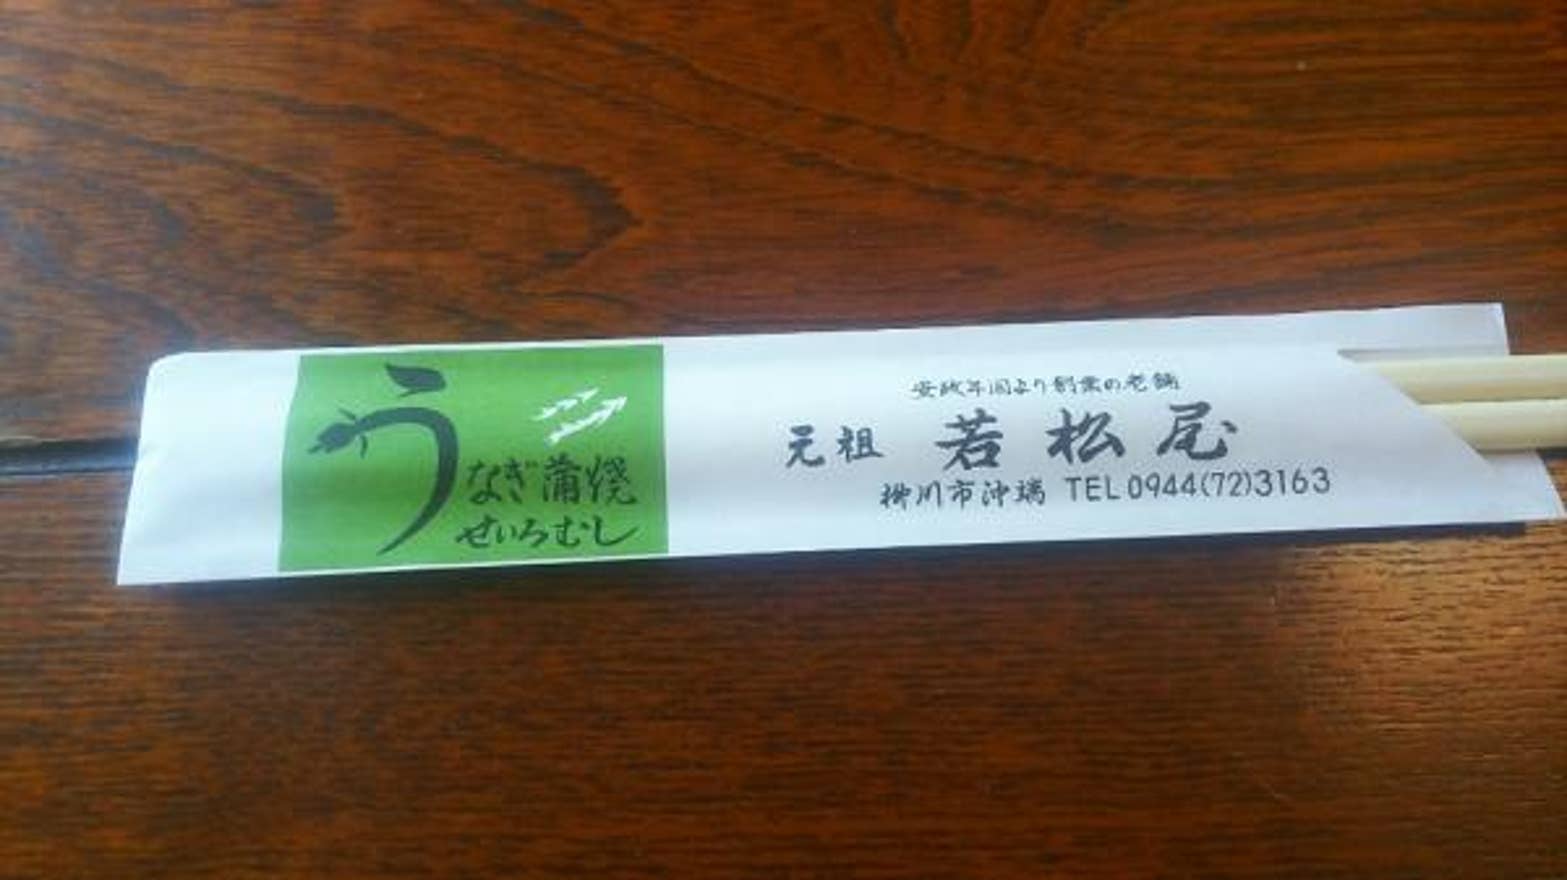 うなぎ蒲焼
せいろむし
安政年間より創業の老舗
元祖 若松屋
柳川市沖端 TEL 0944(72)3163